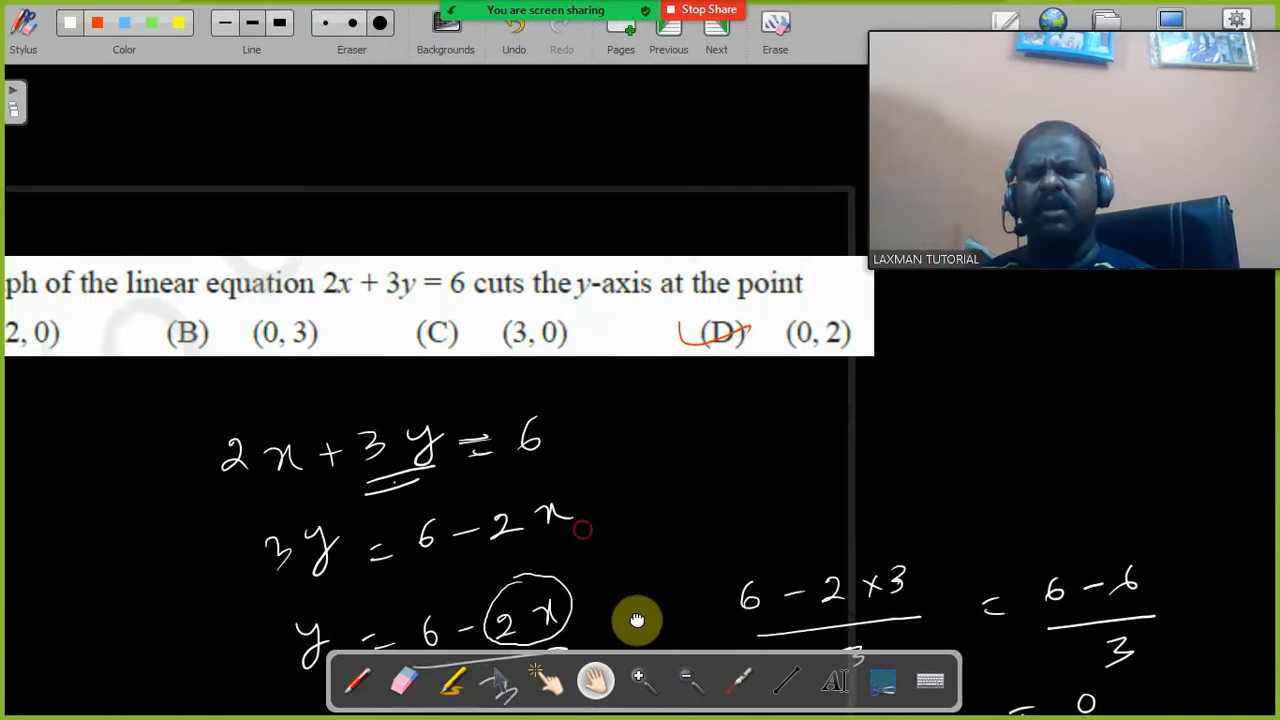 You are screen sharing Stop Share
Stylus Color Line Eraser Backgrounds Undo Redo Pages Previous Next Erase
LAXMAN TUTORIAL
ph of the linear equation 2x + 3y = 6 cuts the y-axis at the point
2, 0) (B) (0, 3) (C) (3, 0) (D) (0, 2)
2x + 3y = 6
3y = 6 - 2x
y = 6 - 2x
3
6 - 2 × 3 = 6 - 6
3 3
= 0
AI